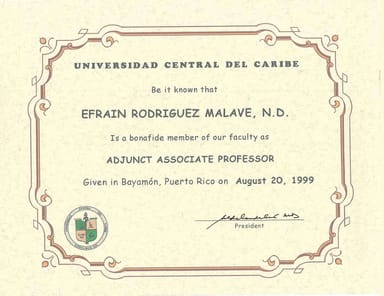 UNIVERSIDAD CENTRAL DEL CARIBE
Be it known that
EFRAIN RODRIGUEZ MALAVE, N.D.
Is a bonafide member of our faculty as
ADJUNCT ASSOCIATE PROFESSOR
Given in Bayamón, Puerto Rico on August 20, 1999
President